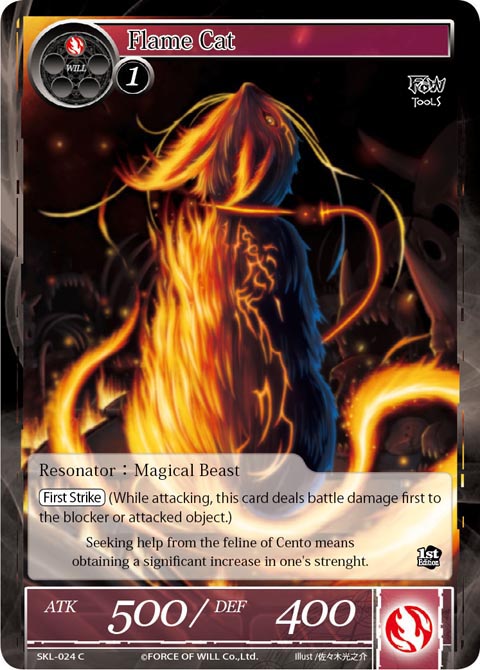 Flame Cat
WILL
1
FOW
TOOLS
Resonator : Magical Beast
First Strike (While attacking, this card deals battle damage first to
the blocker or attacked object.)
Seeking help from the feline of Cento means
obtaining a significant increase in one's strenght.
1st
Edition
ATK 500 / DEF 400
SKL-024 C ©FORCE OF WILL Co.,Ltd. Illust/佐々木光之介